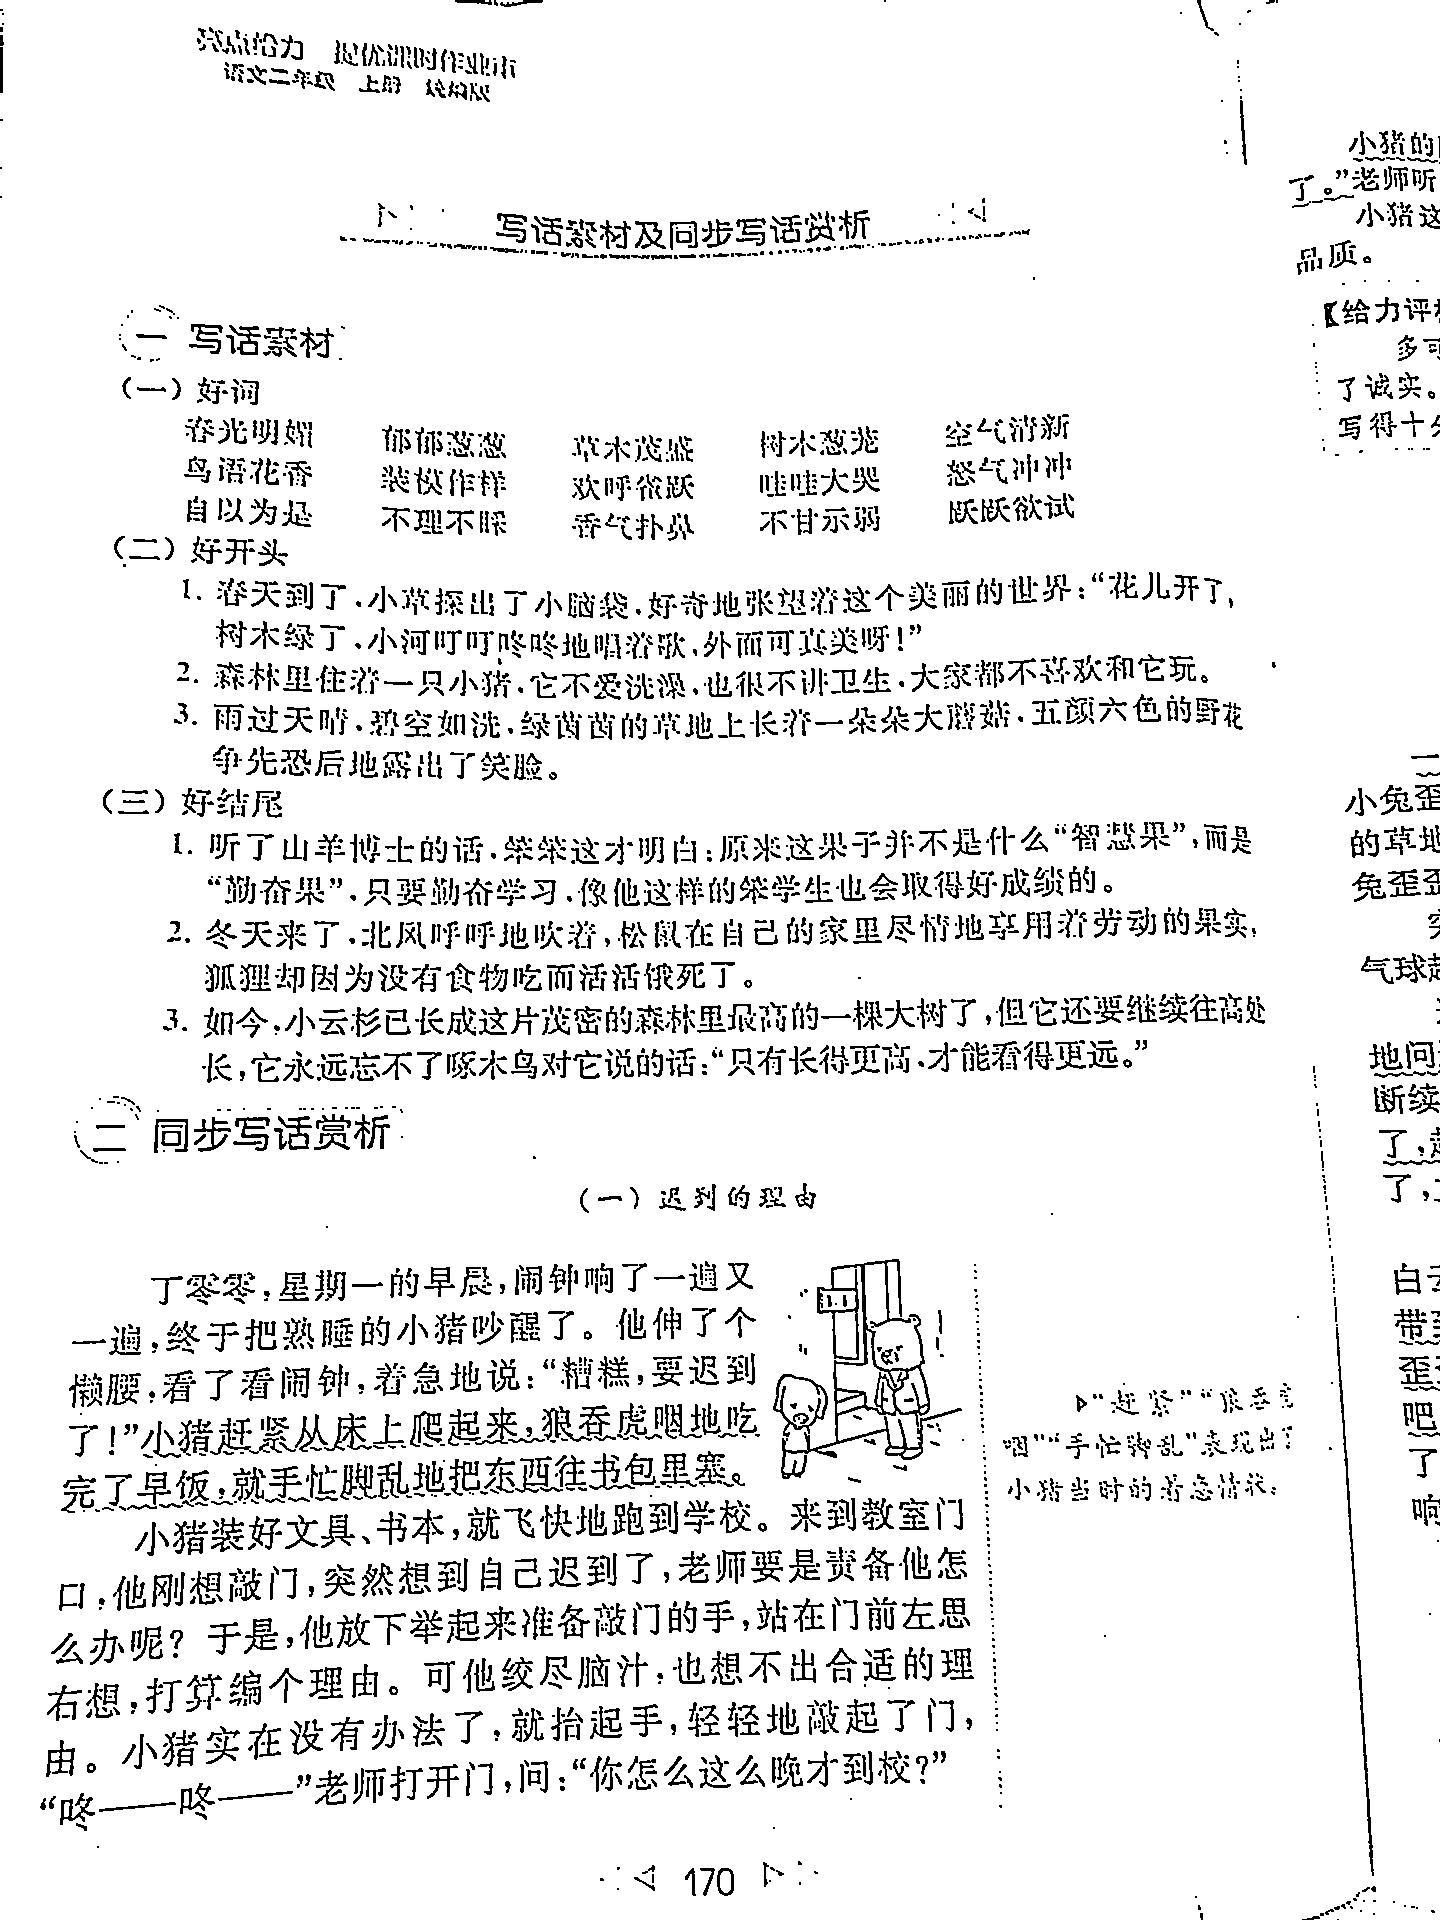 亮点给力 提优课时作业本
语文二年级 上册 统编版
写话素材及同步写话赏析
一 写话素材
（一）好词
春光明媚 郁郁葱葱 草木茂盛 树木葱茏 空气清新
鸟语花香 装模作样 欢呼雀跃 哇哇大哭 怒气冲冲
自以为是 不理不睬 香气扑鼻 不甘示弱 跃跃欲试
（二）好开头
1. 春天到了，小草探出了小脑袋，好奇地张望着这个美丽的世界：“花儿开了，
树木绿了，小河叮叮咚咚地唱着歌，外面可真美呀！”
2. 森林里住着一只小猪，它不爱洗澡，也很不讲卫生，大家都不喜欢和它玩。
3. 雨过天晴，碧空如洗，绿茵茵的草地上长着一朵朵大蘑菇，五颜六色的野花
争先恐后地露出了笑脸。
（三）好结尾
1. 听了山羊博士的话，笨笨这才明白：原来这果子并不是什么“智慧果”，而是
“勤奋果”，只要勤奋学习，像他这样的笨学生也会取得好成绩的。
2. 冬天来了，北风呼呼地吹着，松鼠在自己的家里尽情地享用着劳动的果实，
狐狸却因为没有食物吃而活活饿死了。
3. 如今，小云杉已长成这片茂密的森林里最高的一棵大树了，但它还要继续往高处
长，它永远忘不了啄木鸟对它说的话：“只有长得更高，才能看得更远。”
二 同步写话赏析
（一）迟到的理由
丁零零，星期一的早晨，闹钟响了一遍又
一遍，终于把熟睡的小猪吵醒了。他伸了个
懒腰，看了看闹钟，着急地说：“糟糕，要迟到
了！”小猪赶紧从床上爬起来，狼吞虎咽地吃
完了早饭，就手忙脚乱地把东西往书包里塞。
“赶紧”“狼吞虎
咽”“手忙脚乱”表现出了
小猪当时的着急情状。
小猪装好文具、书本，就飞快地跑到学校。来到教室门
口，他刚想敲门，突然想到自己迟到了，老师要是责备他怎
么办呢？于是，他放下举起来准备敲门的手，站在门前左思
右想，打算编个理由。可他绞尽脑汁，也想不出合适的理
由。小猪实在没有办法了，就抬起手，轻轻地敲起了门，
“咚——咚——”老师打开门，问：“你怎么这么晚才到校？”
170
小猪的
了。”老师听
小猪这
品质。
【给力评
多可
了诚实。
写得十
一
小兔歪
的草地
兔歪歪
突
气球
地问
断续
了，
了，
白云
带到
歪歪
吧
了
响